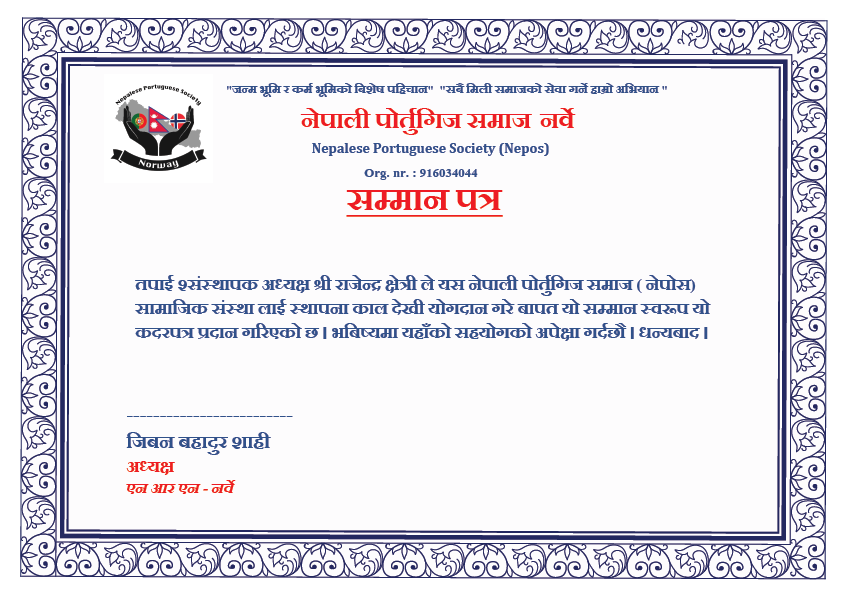 Nepalese Portuguese Society
Norway
"जन्म भूमि र कर्म भूमिको बिशेष पहिचान" "सबै मिली समाजको सेवा गर्ने हाम्रो अभियान "
नेपाली पोर्तुगिज समाज नर्वे
Nepalese Portuguese Society (Nepos)
Org. nr. : 916034044
सम्मान पत्र
तपाई श्संस्थापक अध्यक्ष श्री राजेन्द्र क्षेत्री ले यस नेपाली पोर्तुगिज समाज ( नेपोस)
सामाजिक संस्था लाई स्थापना काल देखी योगदान गरे बापत यो सम्मान स्वरूप यो
कदरपत्र प्रदान गरिएको छ । भबिष्यमा यहाँको सहयोगको अपेक्षा गर्दछौ । धन्यबाद ।
-------------------------
जिबन बहादुर शाही
अध्यक्ष
एन आर एन - नर्वे